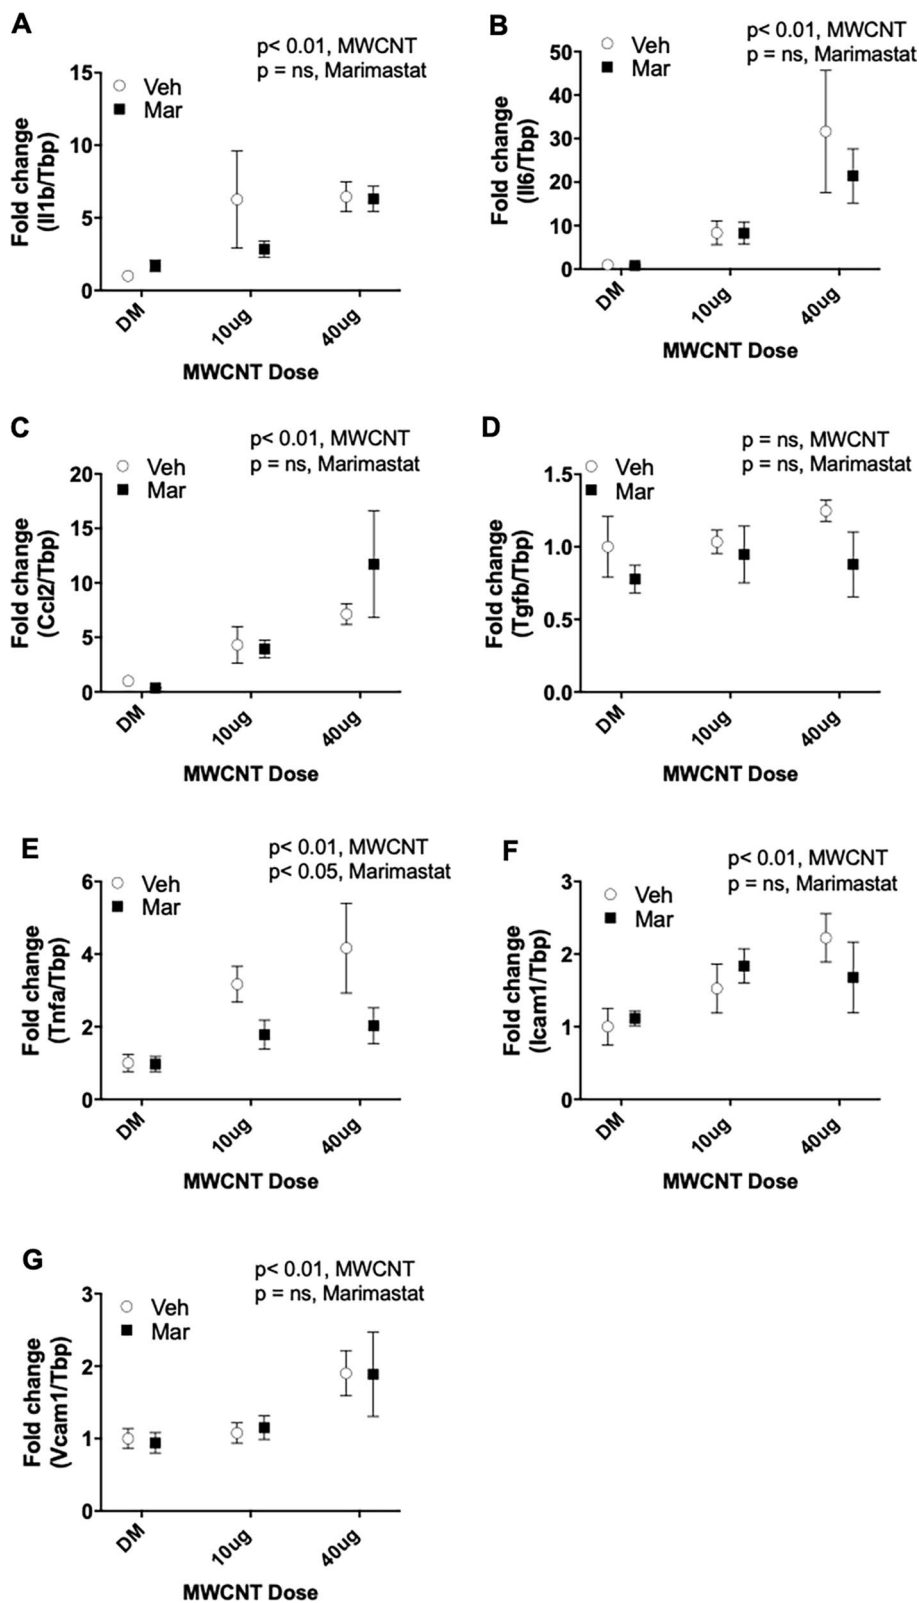 A
p< 0.01, MWCNT
p = ns, Marimastat
Veh
Mar
Fold change
(Il1b/Tbp)
15
10
5
0
DM
10ug
40ug
MWCNT Dose
B
p< 0.01, MWCNT
p = ns, Marimastat
Veh
Mar
Fold change
(Il6/Tbp)
50
40
30
20
10
0
DM
10ug
40ug
MWCNT Dose
C
p< 0.01, MWCNT
p = ns, Marimastat
Veh
Mar
Fold change
(Ccl2/Tbp)
20
15
10
5
0
DM
10ug
40ug
MWCNT Dose
D
p = ns, MWCNT
p = ns, Marimastat
Veh
Mar
Fold change
(Tgfb/Tbp)
1.5
1.0
0.5
0.0
DM
10ug
40ug
MWCNT Dose
E
p< 0.01, MWCNT
p< 0.05, Marimastat
Veh
Mar
Fold change
(Tnfa/Tbp)
6
4
2
0
DM
10ug
40ug
MWCNT Dose
F
p< 0.01, MWCNT
p = ns, Marimastat
Veh
Mar
Fold change
(Icam1/Tbp)
3
2
1
0
DM
10ug
40ug
MWCNT Dose
G
p< 0.01, MWCNT
p = ns, Marimastat
Veh
Mar
Fold change
(Vcam1/Tbp)
3
2
1
0
DM
10ug
40ug
MWCNT Dose